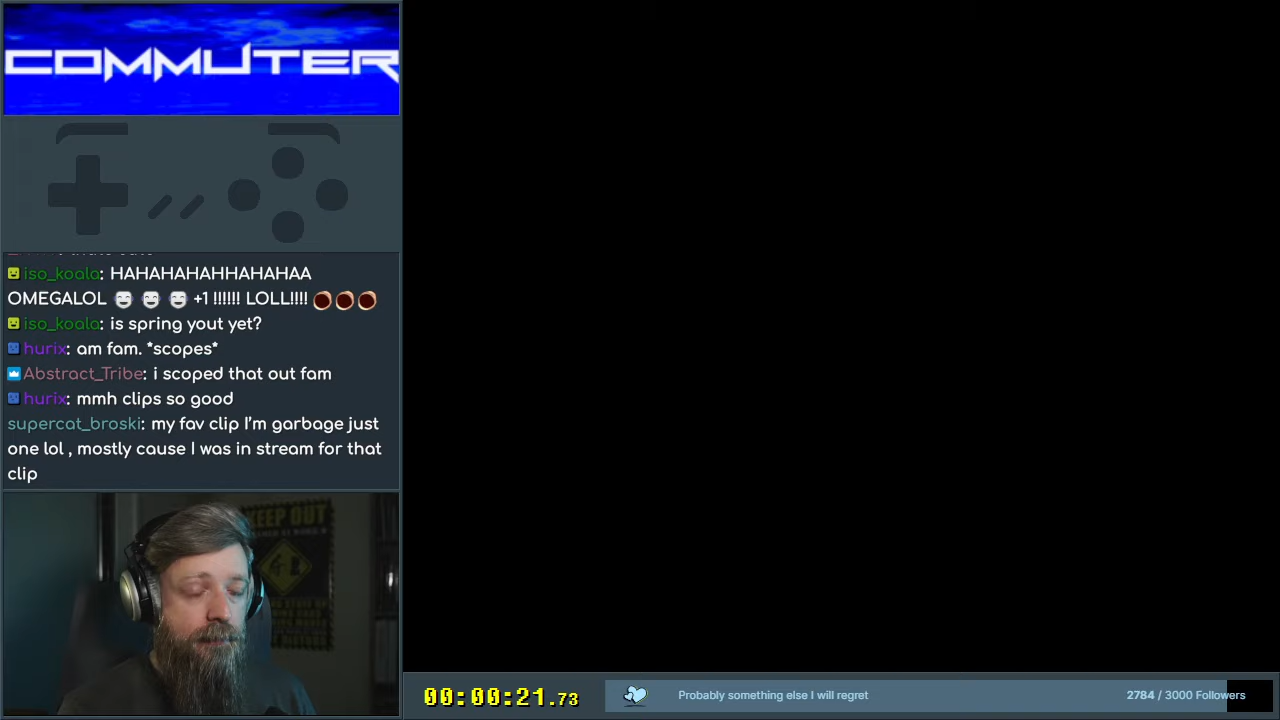 COMMUTER
iso_koala: HAHAHAHAHHAHAHAA
OMEGALOL +1 !!!!!! LOLL!!!!
iso_koala: is spring yout yet?
hurix: am fam. *scopes*
Abstract_Tribe: i scoped that out fam
hurix: mmh clips so good
supercat_broski: my fav clip I'm garbage just
one lol , mostly cause I was in stream for that
clip
KEEP OUT
00:00:21.73
Probably something else I will regret
2784 / 3000 Followers